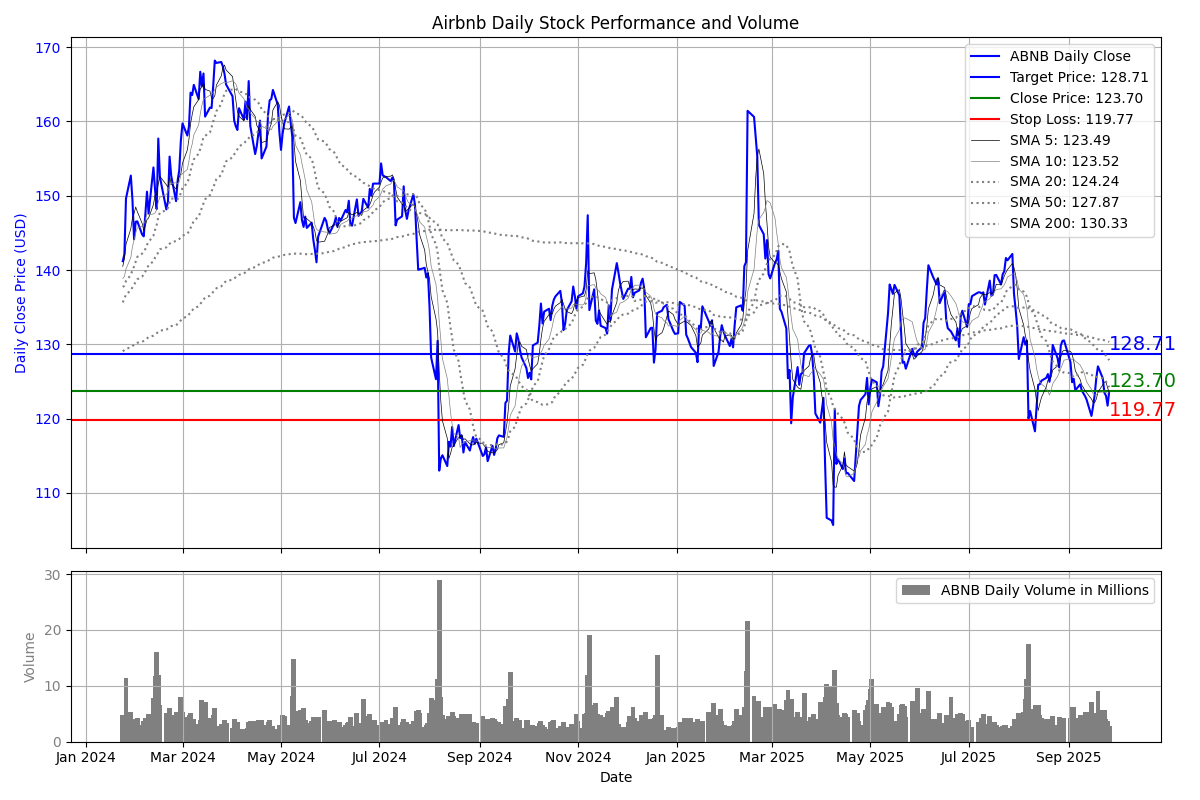 Airbnb Daily Stock Performance and Volume
Daily Close Price (USD)
170
160
150
140
130
120
110
ABNB Daily Close
Target Price: 128.71
Close Price: 123.70
Stop Loss: 119.77
SMA 5: 123.49
SMA 10: 123.52
SMA 20: 124.24
SMA 50: 127.87
SMA 200: 130.33
128.71
123.70
119.77
Volume
30
20
10
0
ABNB Daily Volume in Millions
Jan 2024 Mar 2024 May 2024 Jul 2024 Sep 2024 Nov 2024 Jan 2025 Mar 2025 May 2025 Jul 2025 Sep 2025
Date